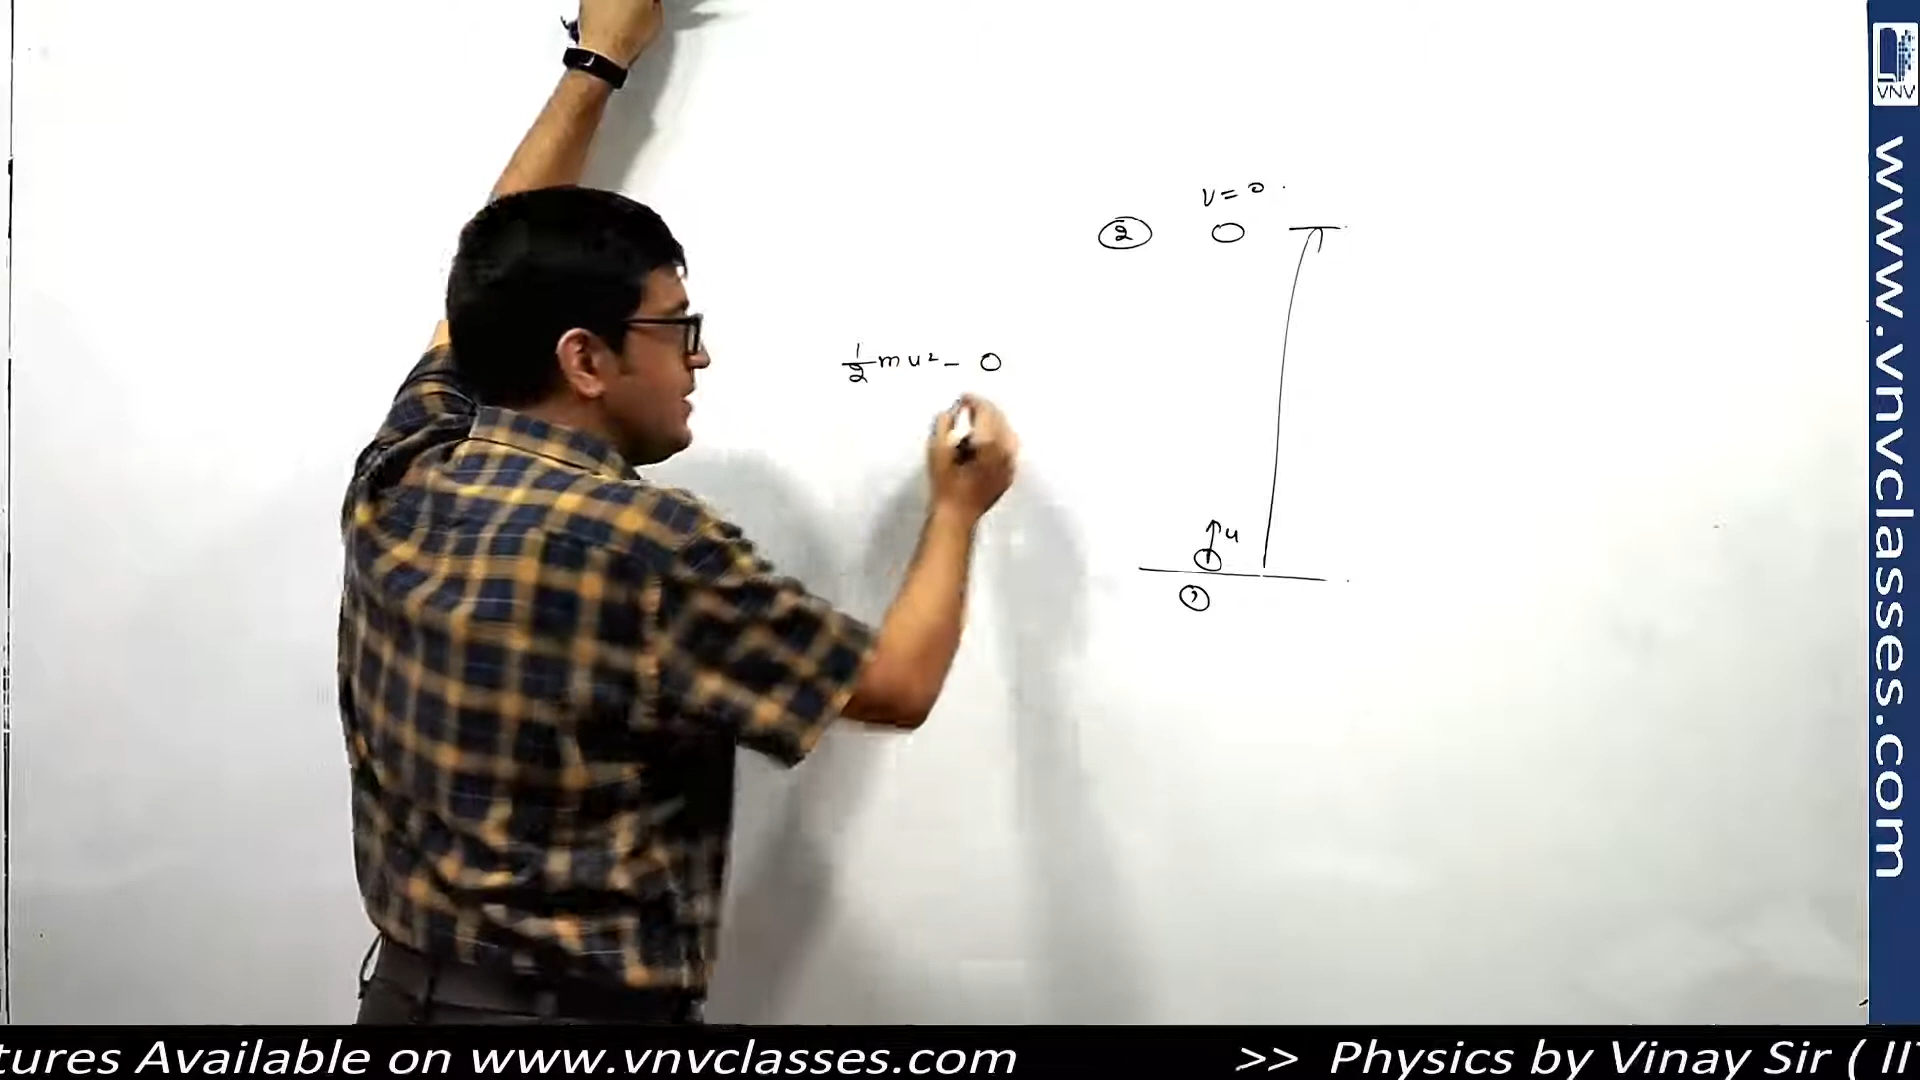 v = 0
②
½mu² - 0
u
①
VNV
www.vnvclasses.com
tures Available on www.vnvclasses.com >> Physics by Vinay Sir ( II